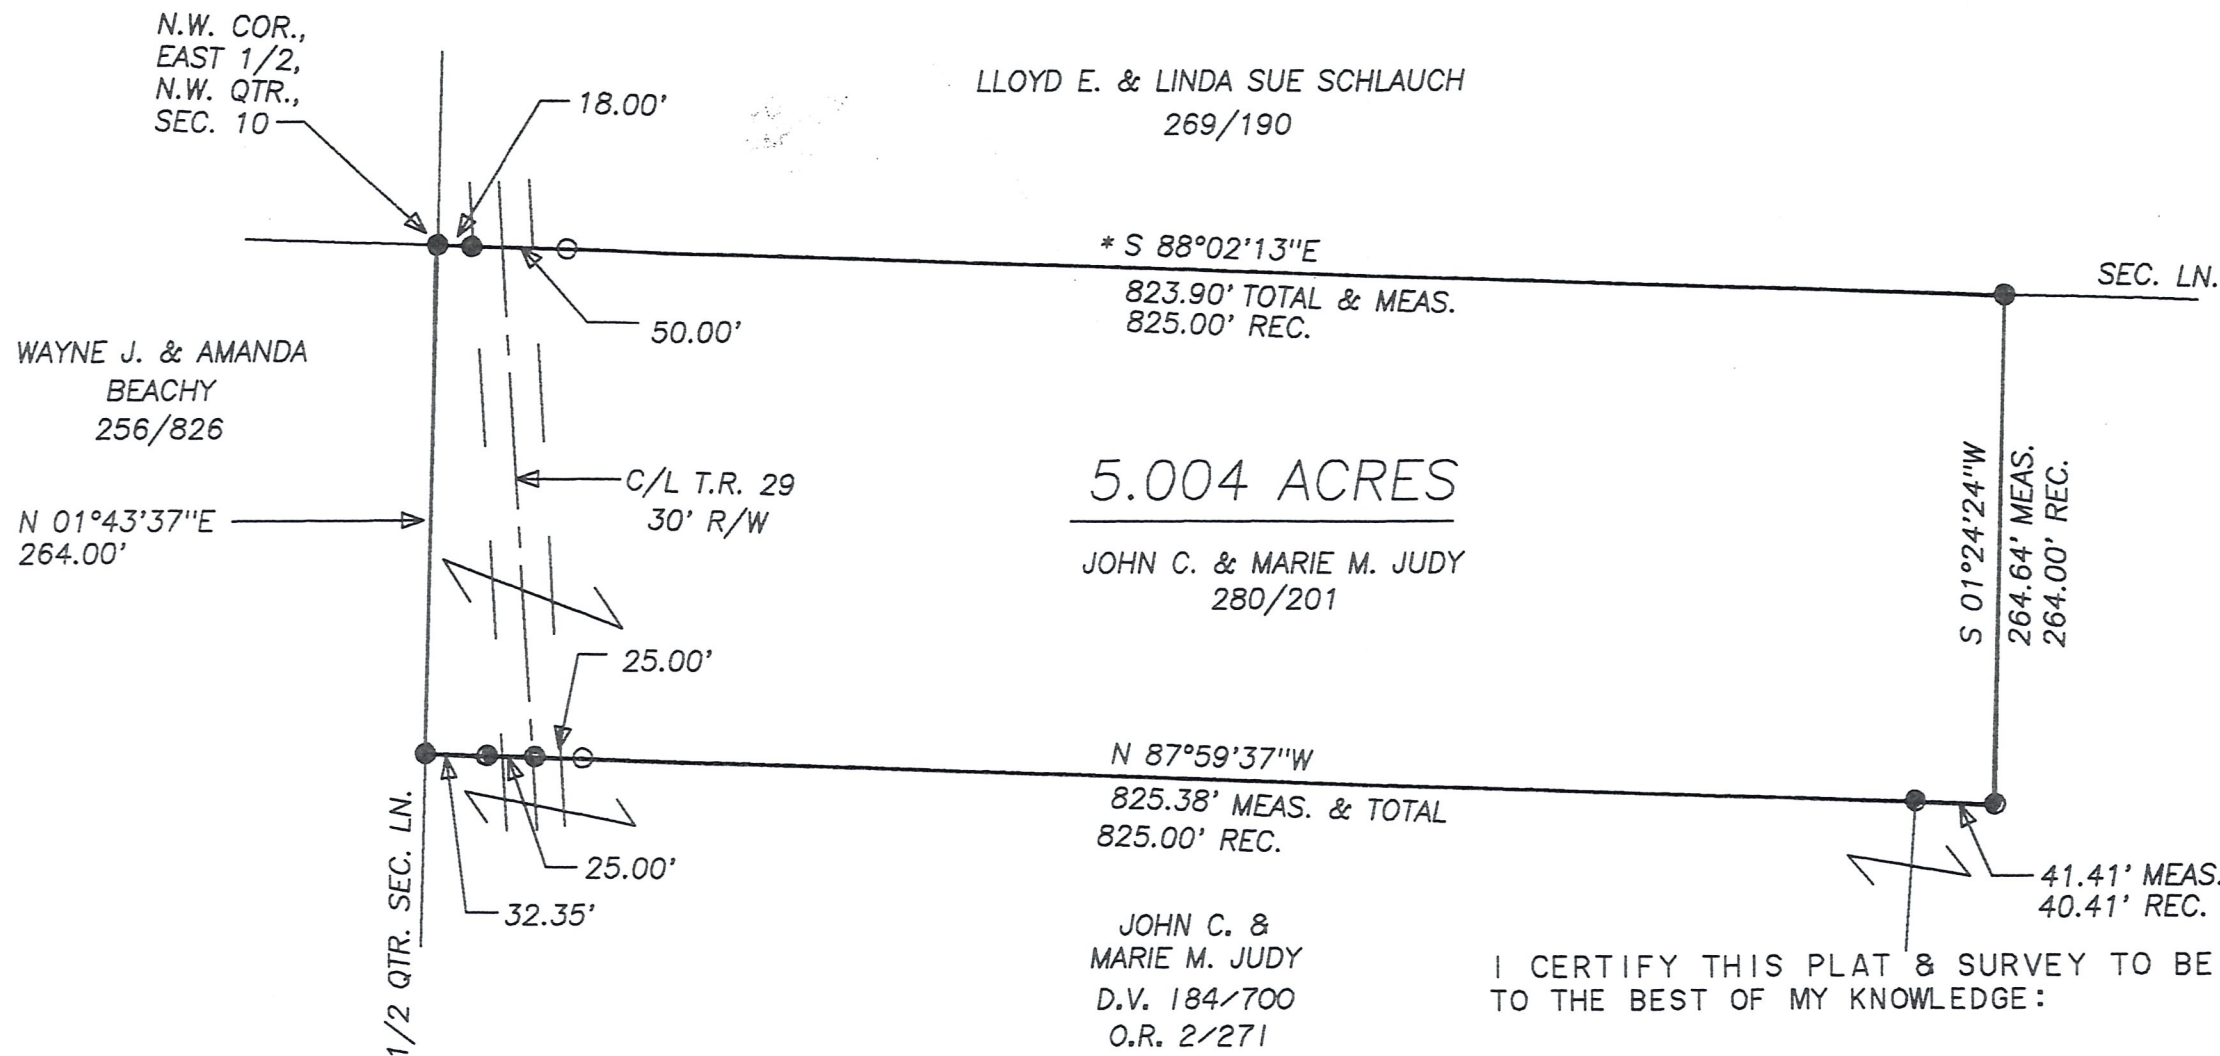 N.W. COR.,
EAST 1/2,
N.W. QTR.,
SEC. 10
18.00'
LLOYD E. & LINDA SUE SCHLAUCH
269/190
* S 88°02'13"E
823.90' TOTAL & MEAS.
825.00' REC.
SEC. LN.
50.00'
WAYNE J. & AMANDA
BEACHY
256/826
N 01°43'37"E
264.00'
C/L T.R. 29
30' R/W
5.004 ACRES
JOHN C. & MARIE M. JUDY
280/201
S 01°24'24"W
264.64' MEAS.
264.00' REC.
25.00'
N 87°59'37"W
825.38' MEAS. & TOTAL
825.00' REC.
25.00'
32.35'
1/2 QTR. SEC. LN.
41.41' MEAS.
40.41' REC.
JOHN C. &
MARIE M. JUDY
D.V. 184/700
O.R. 2/271
I CERTIFY THIS PLAT & SURVEY TO BE
TO THE BEST OF MY KNOWLEDGE: